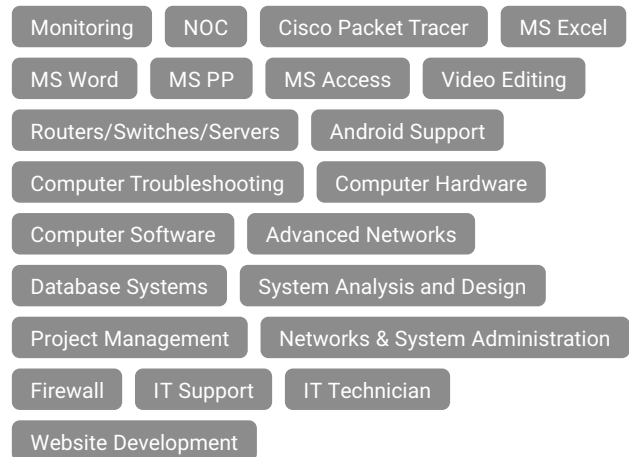 Monitoring NOC Cisco Packet Tracer MS Excel
MS Word MS PP MS Access Video Editing
Routers/Switches/Servers Android Support
Computer Troubleshooting Computer Hardware
Computer Software Advanced Networks
Database Systems System Analysis and Design
Project Management Networks & System Administration
Firewall IT Support IT Technician
Website Development